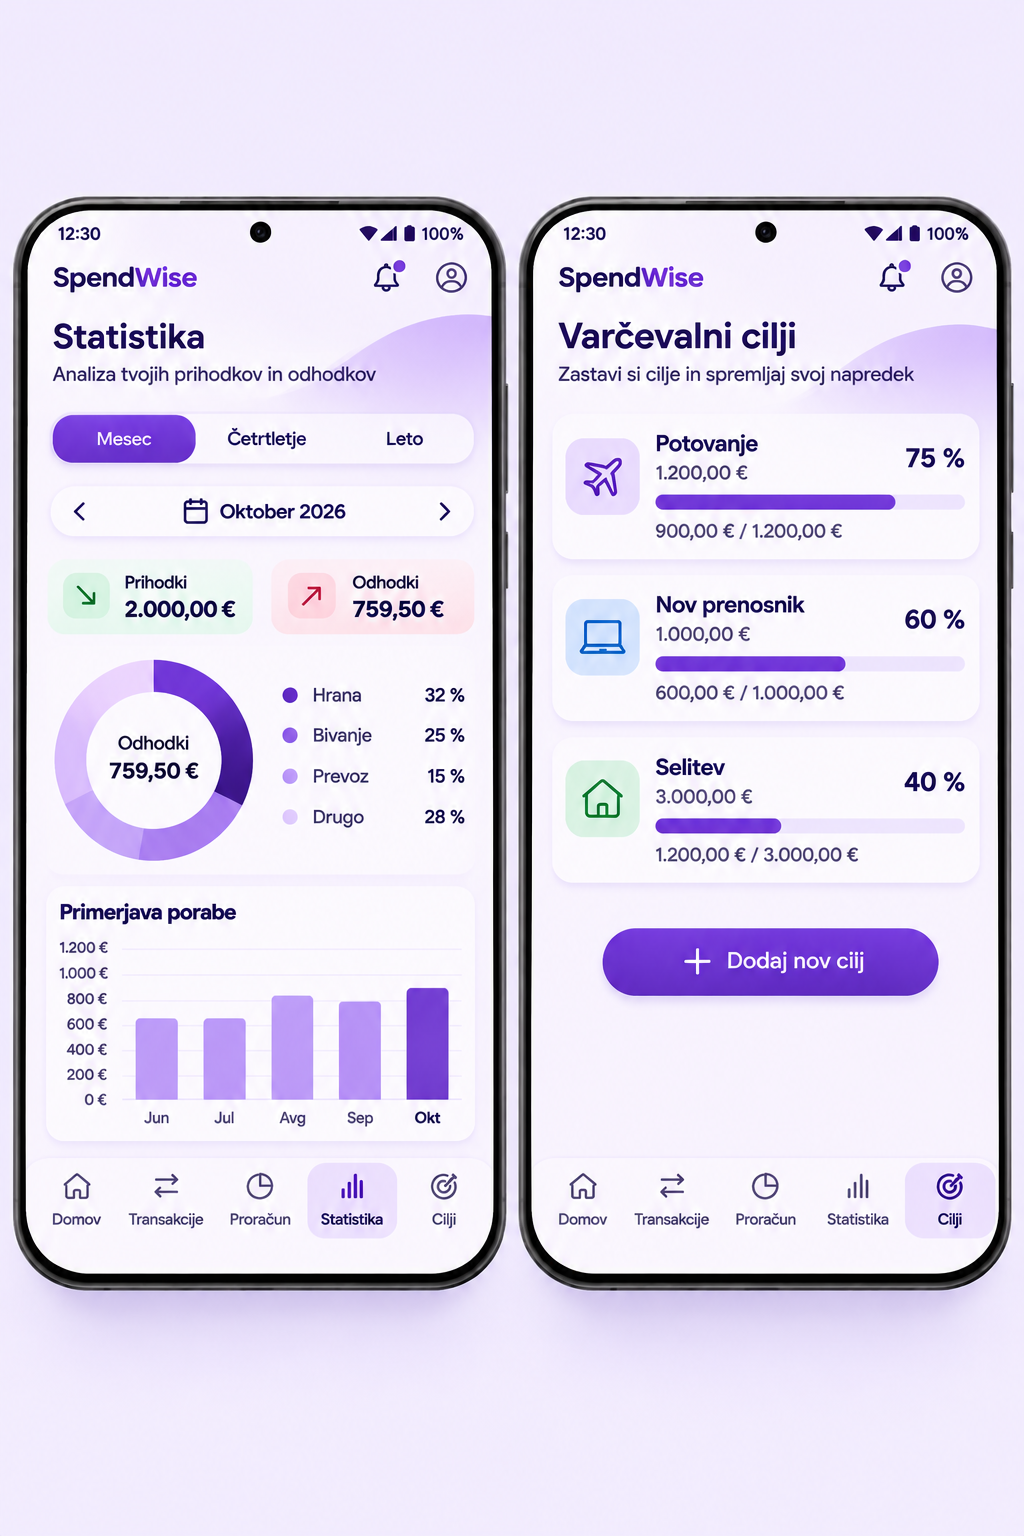 12:30
100%
SpendWise
Statistika
Analiza tvojih prihodkov in odhodkov
Mesec
Četrtletje
Leto
Oktober 2026
Prihodki
2.000,00 €
Odhodki
759,50 €
Odhodki
759,50 €
Hrana 32 %
Bivanje 25 %
Prevoz 15 %
Drugo 28 %
Primerjava porabe
1.200 €
1.000 €
800 €
600 €
400 €
200 €
0 €
Jun Jul Avg Sep Okt
Domov Transakcije Proračun Statistika Cilji
12:30
100%
SpendWise
Varčevalni cilji
Zastavi si cilje in spremljaj svoj napredek
Potovanje
75 %
1.200,00 €
900,00 € / 1.200,00 €
Nov prenosnik
60 %
1.000,00 €
600,00 € / 1.000,00 €
Selitev
40 %
3.000,00 €
1.200,00 € / 3.000,00 €
Dodaj nov ciij
Domov Transakcije Proračun Statistika Cilji